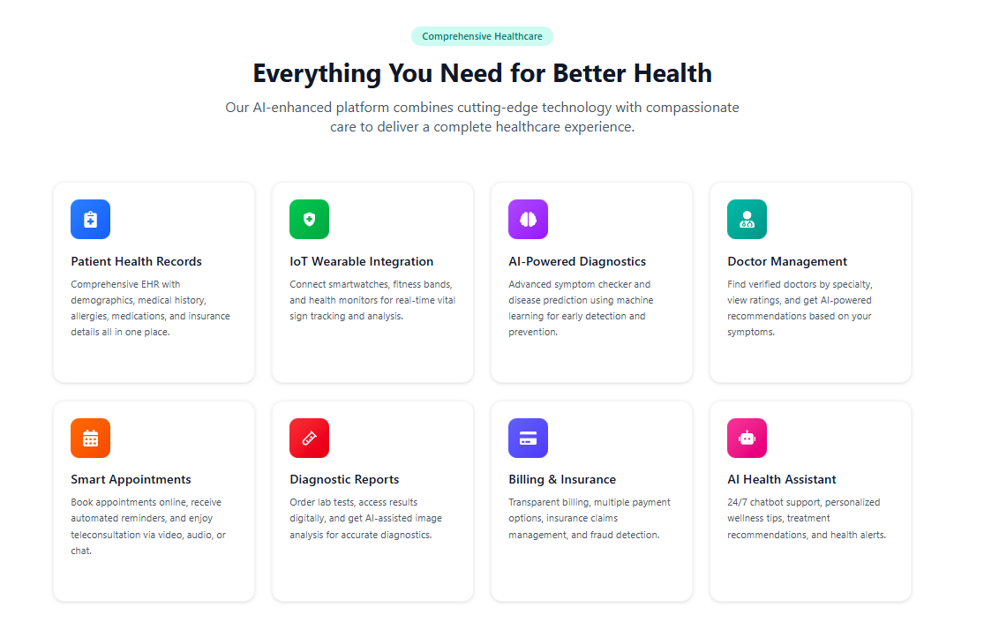 Comprehensive Healthcare
Everything You Need for Better Health
Our AI-enhanced platform combines cutting-edge technology with compassionate
care to deliver a complete healthcare experience.
Patient Health Records
Comprehensive EHR with
demographics, medical history,
allergies, medications, and insurance
details all in one place.
IoT Wearable Integration
Connect smartwatches, fitness bands,
and health monitors for real-time vital
sign tracking and analysis.
AI-Powered Diagnostics
Advanced symptom checker and
disease prediction using machine
learning for early detection and
prevention.
Doctor Management
Find verified doctors by specialty,
view ratings, and get AI-powered
recommendations based on your
symptoms.
Smart Appointments
Book appointments online, receive
automated reminders, and enjoy
teleconsultation via video, audio, or
chat.
Diagnostic Reports
Order lab tests, access results
digitally, and get AI-assisted image
analysis for accurate diagnostics.
Billing & Insurance
Transparent billing, multiple payment
options, insurance claims
management, and fraud detection.
AI Health Assistant
24/7 chatbot support, personalized
wellness tips, treatment
recommendations, and health alerts.